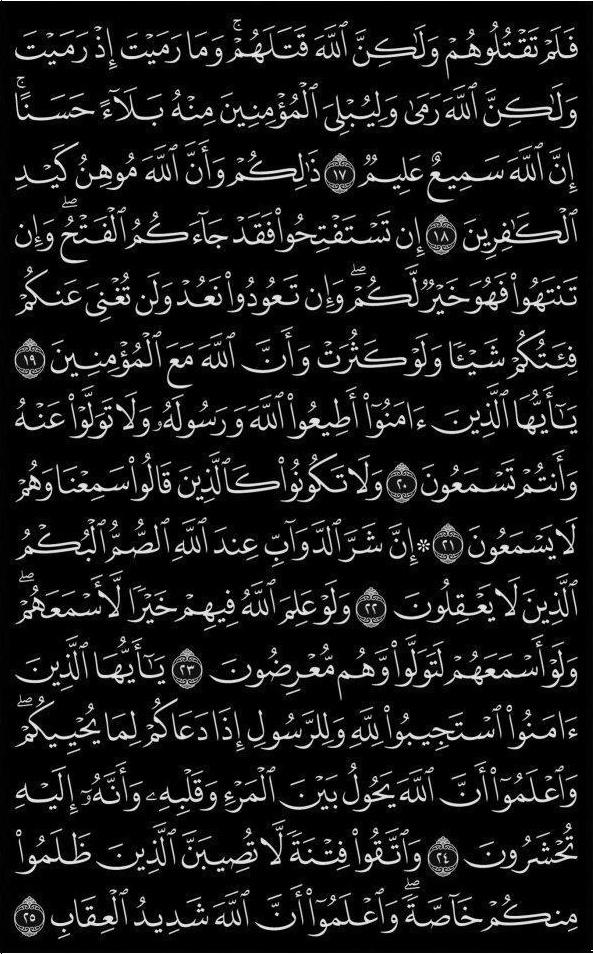 فَلَمْ تَقْتُلُوهُمْ وَلَٰكِنَّ ٱللَّهَ قَتَلَهُمْۚ وَمَا رَمَيْتَ إِذْ رَمَيْتَ
وَلَٰكِنَّ ٱللَّهَ رَمَىٰ وَلِيُبْلِىَ ٱلْمُؤْمِنِينَ مِنْهُ بَلَآءً حَسَنًاۚ
إِنَّ ٱللَّهَ سَمِيعٌ عَلِيمٌ ١٧ ذَٰلِكُمْ وَأَنَّ ٱللَّهَ مُوهِنُ كَيْدِ
ٱلْكَٰفِرِينَ ١٨ إِن تَسْتَفْتِحُوا۟ فَقَدْ جَآءَكُمُ ٱلْفَتْحُۖ وَإِن
تَنتَهُوا۟ فَهُوَ خَيْرٌ لَّكُمْۖ وَإِن تَعُودُوا۟ نَعُدْ وَلَن تُغْنِىَ عَنكُمْ
فِئَتُكُمْ شَيْـًٔا وَلَوْ كَثُرَتْ وَأَنَّ ٱللَّهَ مَعَ ٱلْمُؤْمِنِينَ ١٩
يَٰٓأَيُّهَا ٱلَّذِينَ ءَامَنُوٓا۟ أَطِيعُوا۟ ٱللَّهَ وَرَسُولَهُۥ وَلَا تَوَلَّوْا۟ عَنْهُ
وَأَنتُمْ تَسْمَعُونَ ٢٠ وَلَا تَكُونُوا۟ كَٱلَّذِينَ قَالُوا۟ سَمِعْنَا وَهُمْ
لَا يَسْمَعُونَ ٢١ ۞ إِنَّ شَرَّ ٱلدَّوَآبِّ عِندَ ٱللَّهِ ٱلصُّمُّ ٱلْبُكْمُ
ٱلَّذِينَ لَا يَعْقِلُونَ ٢٢ وَلَوْ عَلِمَ ٱللَّهُ فِيهِمْ خَيْرًا لَّأَسْمَعَهُمْۖ
وَلَوْ أَسْمَعَهُمْ لَتَوَلَّوا۟ وَّهُم مُّعْرِضُونَ ٢٣ يَٰٓأَيُّهَا ٱلَّذِينَ
ءَامَنُوا۟ ٱسْتَجِيبُوا۟ لِلَّهِ وَلِلرَّسُولِ إِذَا دَعَاكُمْ لِمَا يُحْيِيكُمْۖ
وَٱعْلَمُوٓا۟ أَنَّ ٱللَّهَ يَحُولُ بَيْنَ ٱلْمَرْءِ وَقَلْبِهِۦ وَأَنَّهُۥٓ إِلَيْهِ
تُحْشَرُونَ ٢٤ وَٱتَّقُوا۟ فِتْنَةً لَّا تُصِيبَنَّ ٱلَّذِينَ ظَلَمُوا۟
مِنكُمْ خَآصَّةًۖ وَٱعْلَمُوٓا۟ أَنَّ ٱللَّهَ شَدِيدُ ٱلْعِقَابِ ٢٥